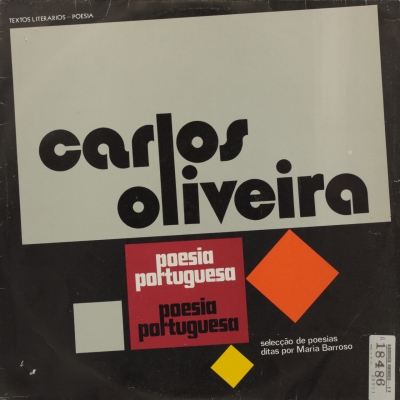 TEXTOS LITERÁRIOS - POESIA
carlos
oliveira
poesia
portuguesa
poesia
portuguesa
selecção de poesias
ditas por Maria Barroso
18486